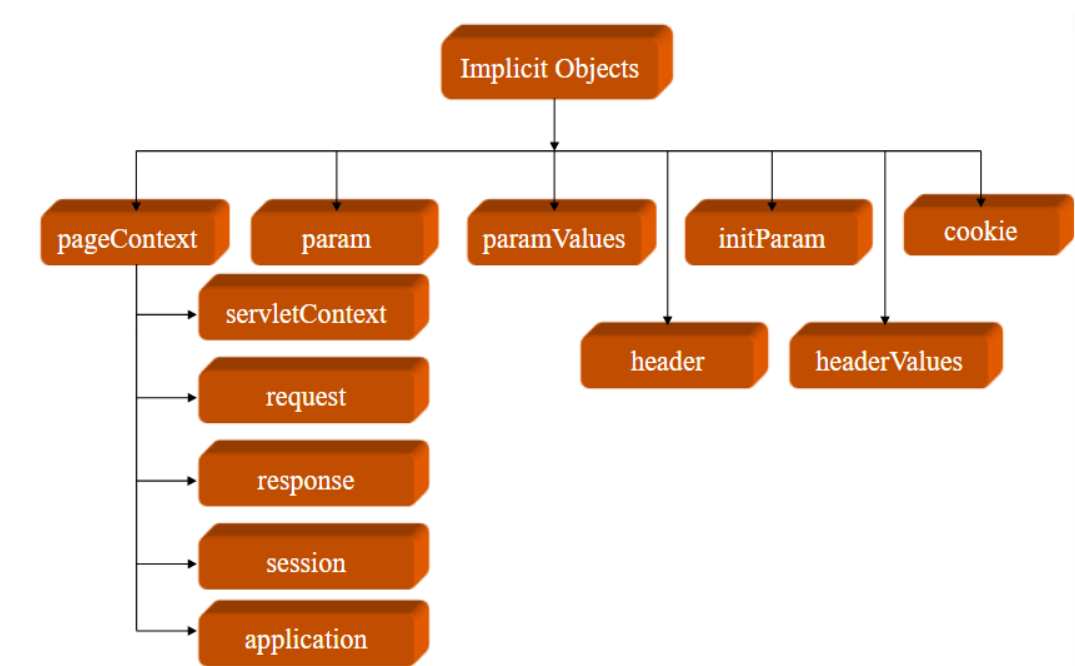 Implicit Objects
pageContext
param
paramValues
initParam
cookie
servletContext
header
headerValues
request
response
session
application